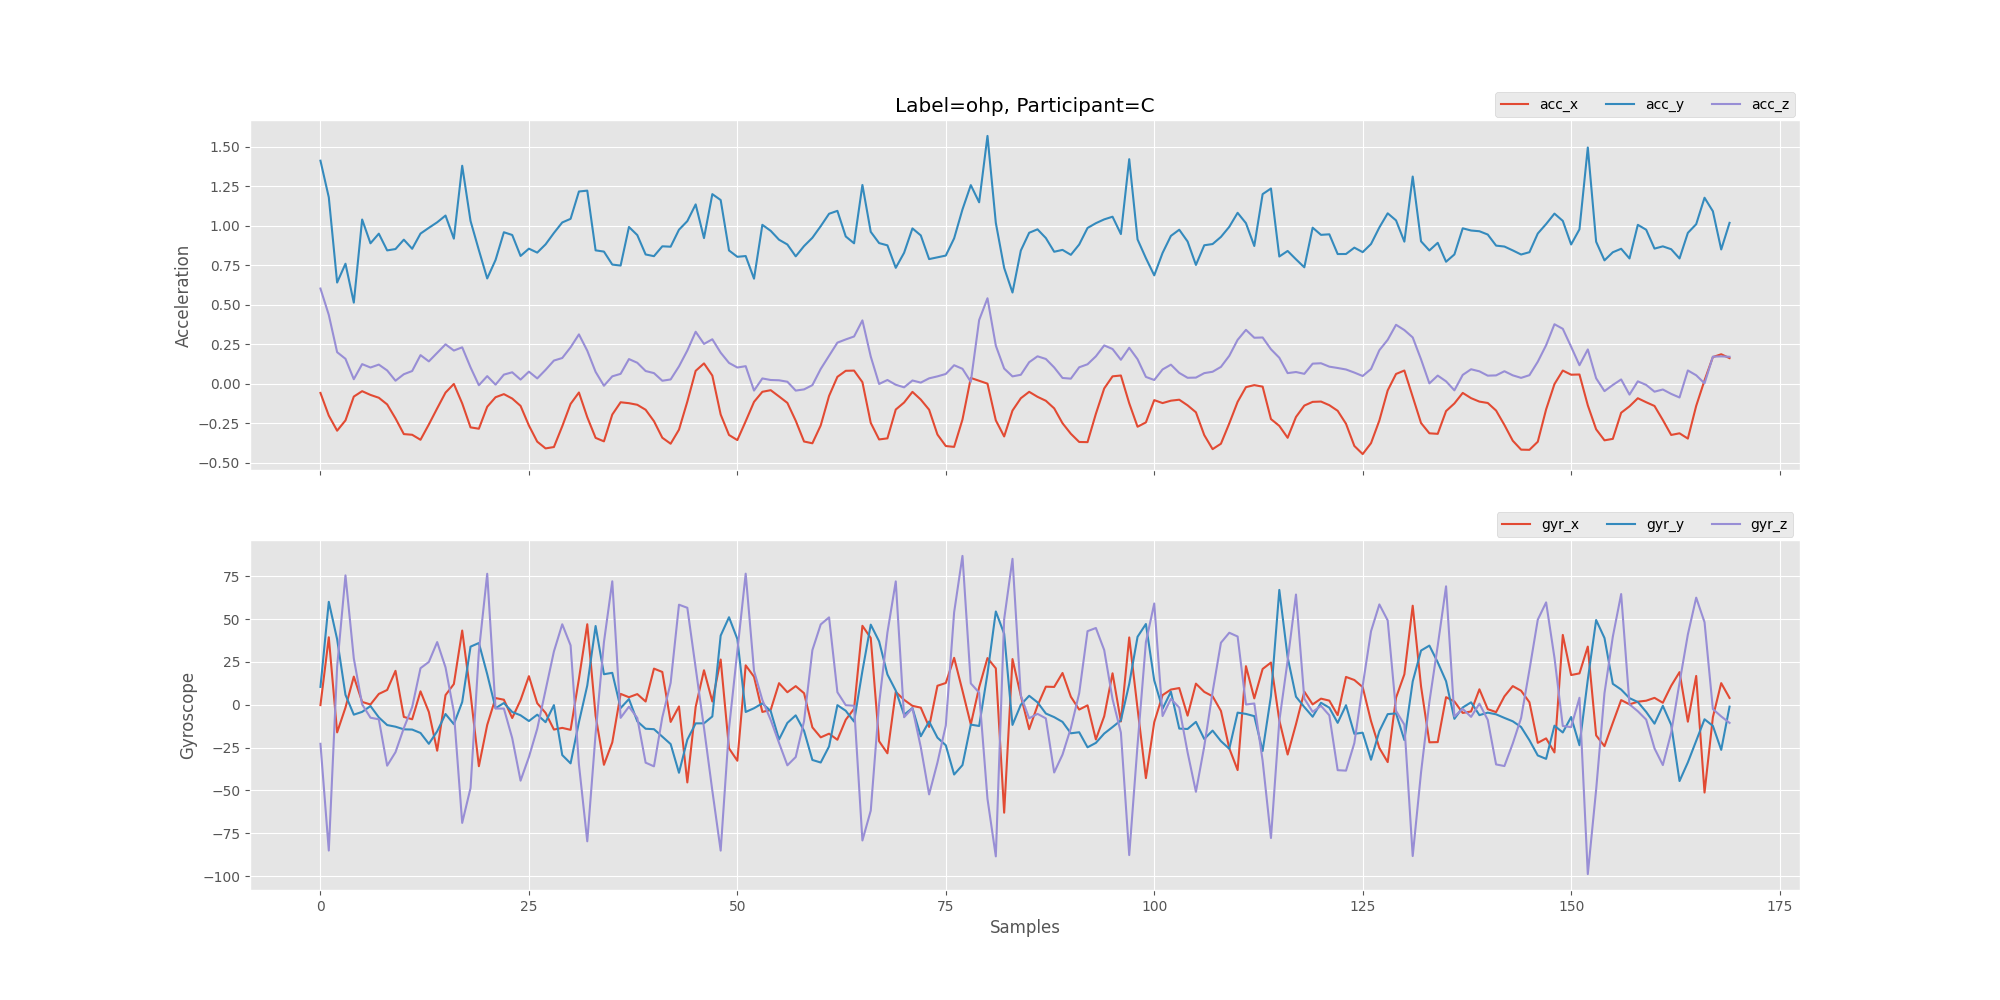 Label=ohp, Participant=C
acc_x acc_y acc_z
Acceleration
1.50
1.25
1.00
0.75
0.50
0.25
0.00
−0.25
−0.50
gyr_x gyr_y gyr_z
Gyroscope
75
50
25
0
−25
−50
−75
−100
0 25 50 75 100 125 150 175
Samples